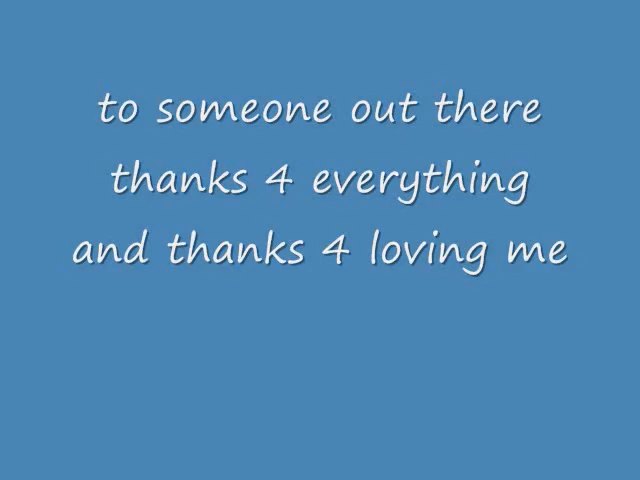 to someone out there
thanks 4 everything
and thanks 4 loving me